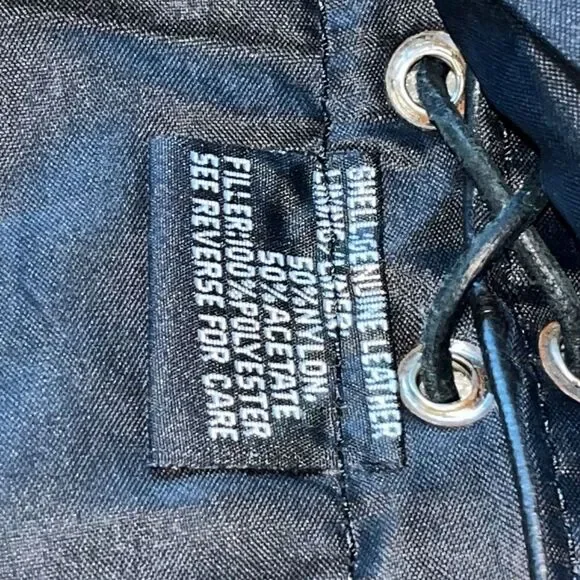 SHELL:GENUINE LEATHER
LINING/LINER
50% NYLON,
50% ACETATE
FILLER:100% POLYESTER
SEE REVERSE FOR CARE